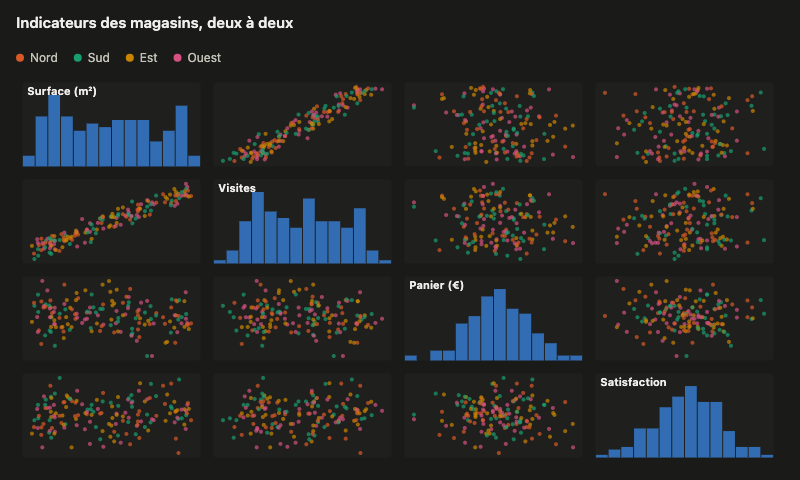 Indicateurs des magasins, deux à deux
Nord Sud Est Ouest
Surface (m²)
Visites
Panier (€)
Satisfaction